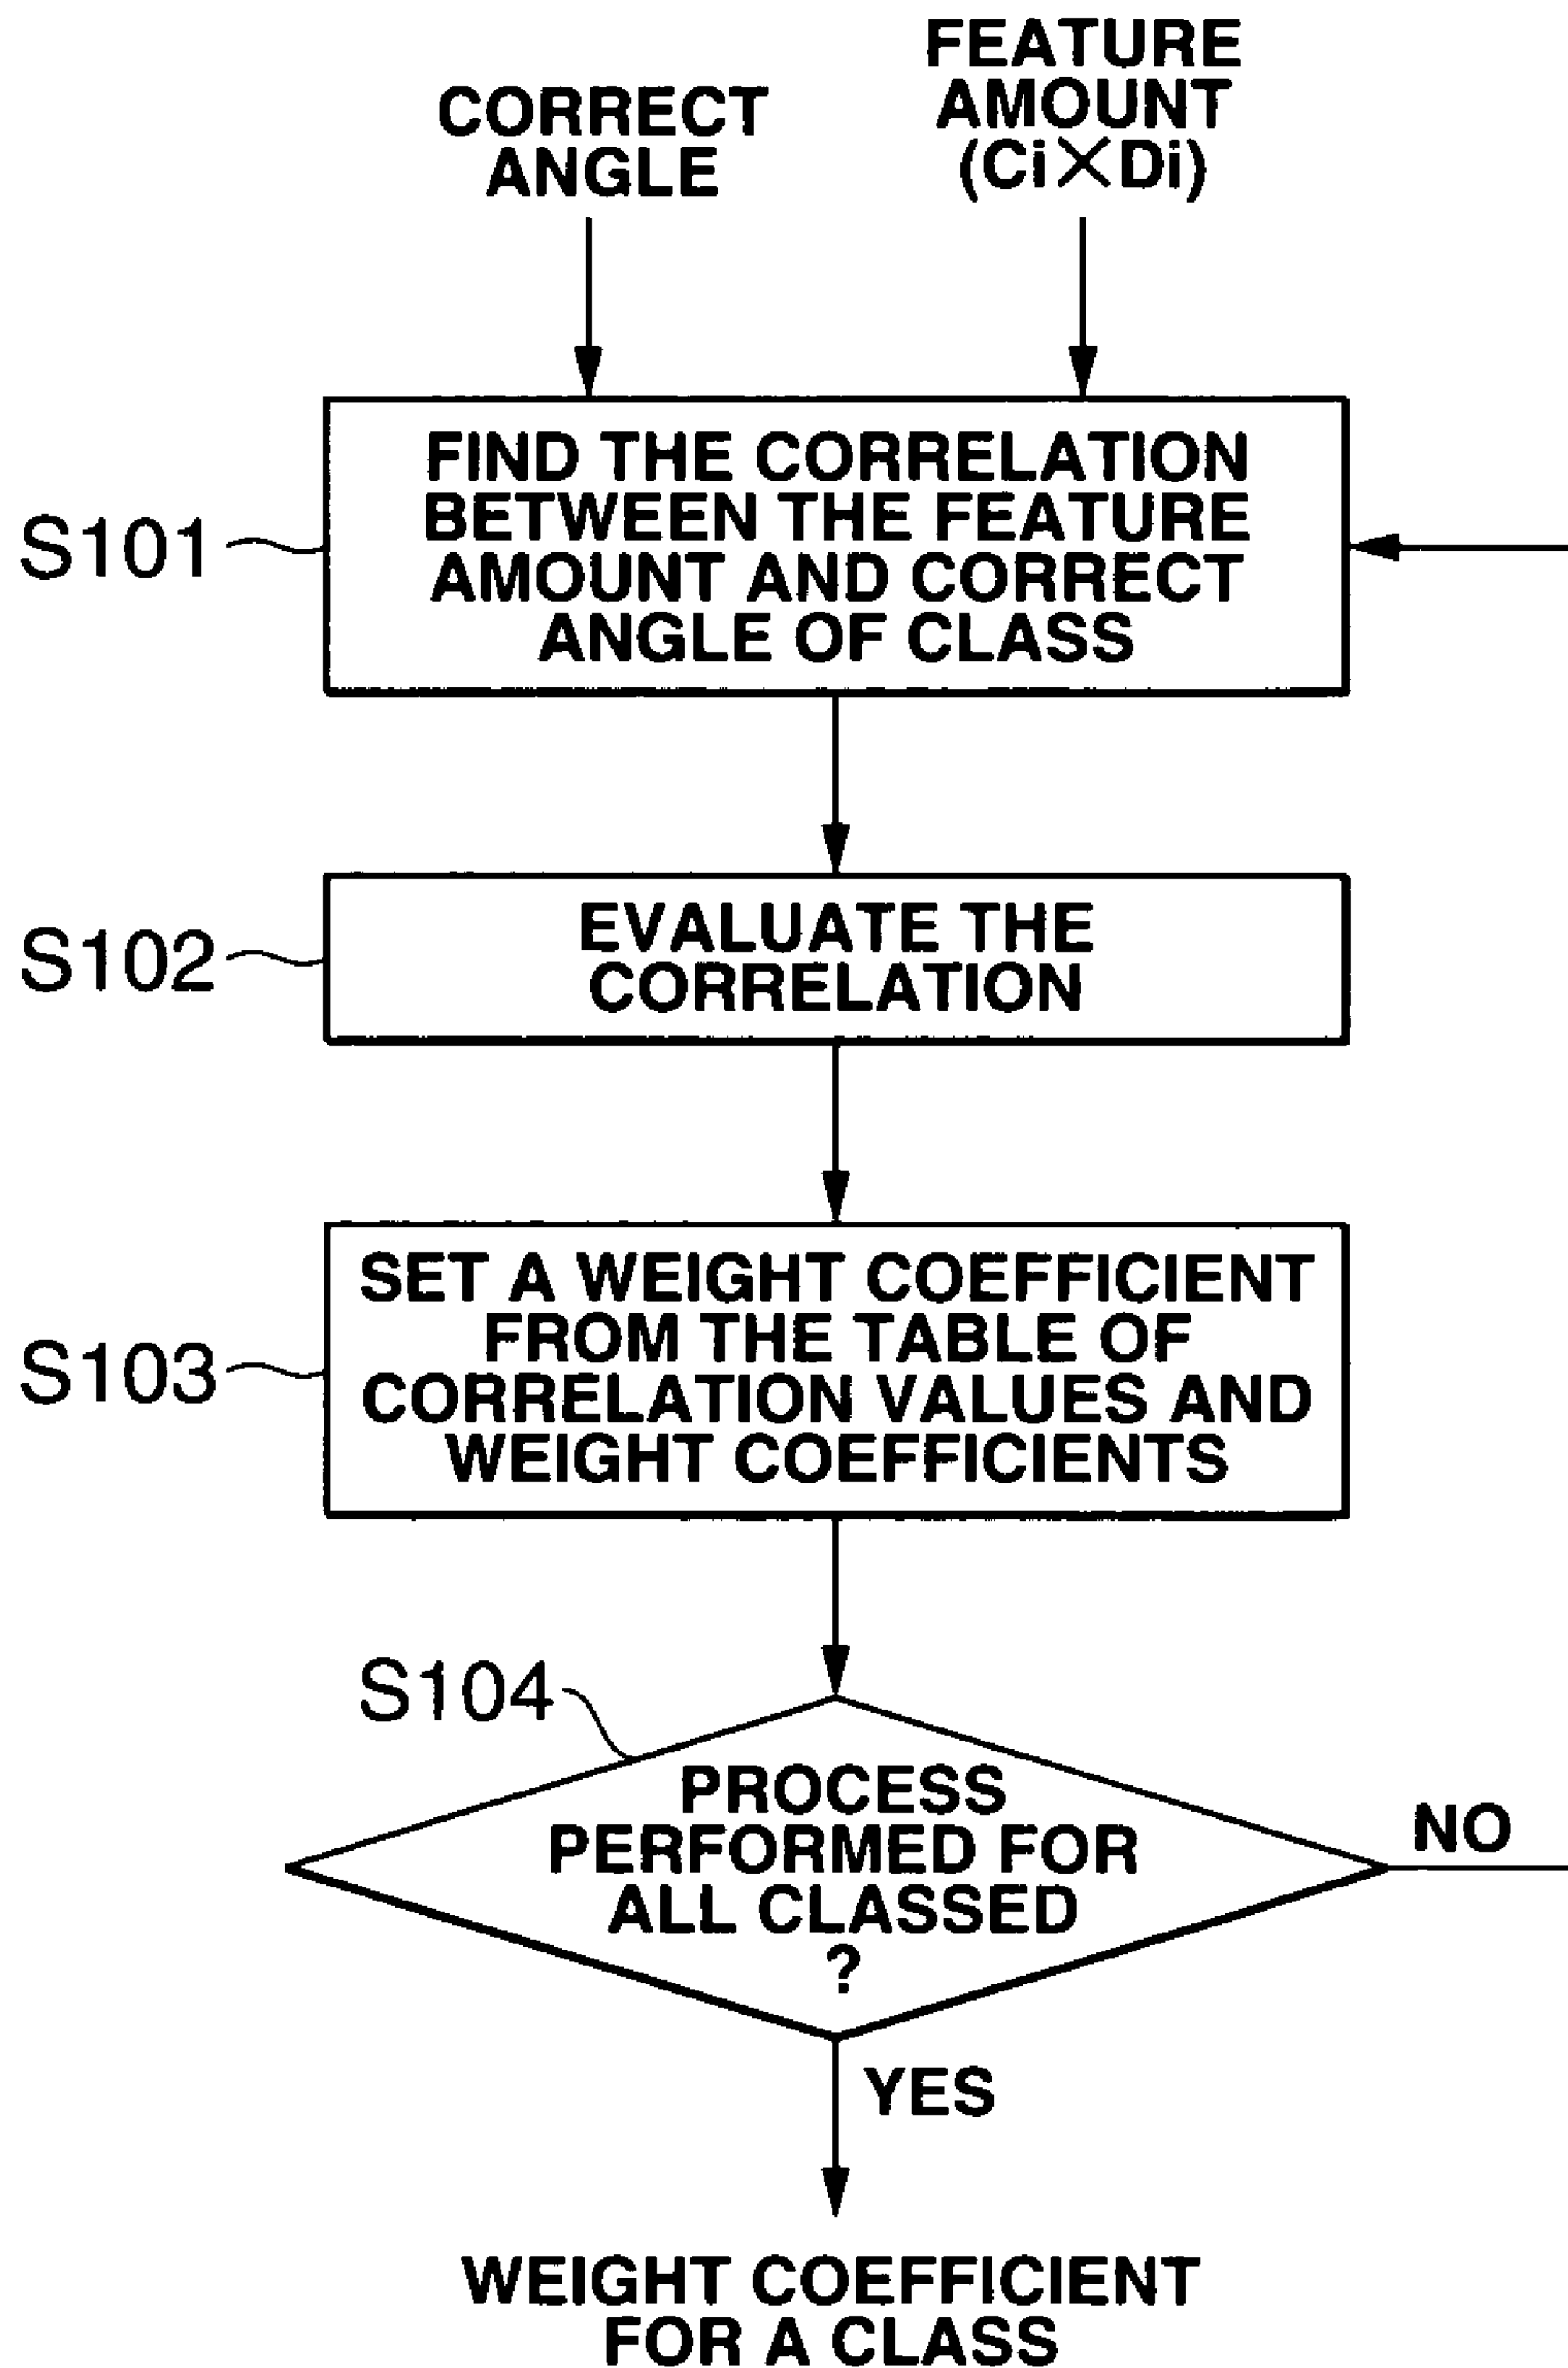 CORRECT
ANGLE
FEATURE
AMOUNT
(Ci×Di)
S101
FIND THE CORRELATION
BETWEEN THE FEATURE
AMOUNT AND CORRECT
ANGLE OF CLASS
S102
EVALUATE THE
CORRELATION
S103
SET A WEIGHT COEFFICIENT
FROM THE TABLE OF
CORRELATION VALUES AND
WEIGHT COEFFICIENTS
S104
PROCESS
PERFORMED FOR
ALL CLASSED
?
NO
YES
WEIGHT COEFFICIENT
FOR A CLASS